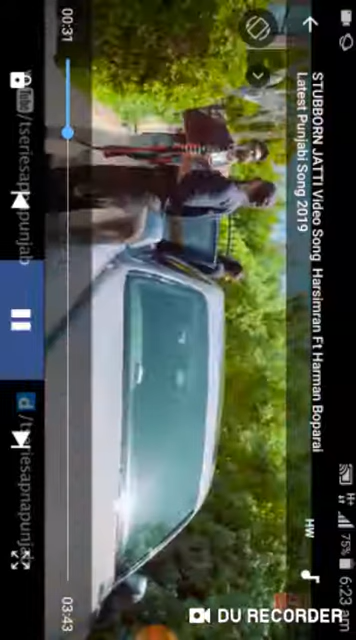 6:23 am
75%
H+
STUBBORN JATTI Video Song Harsimran Ft Harman Boparai
Latest Punjabi Song 2019
HW
00:31
03:43
/tseriesapnapunjab
/tseriesapnapunjab
DU RECORDER